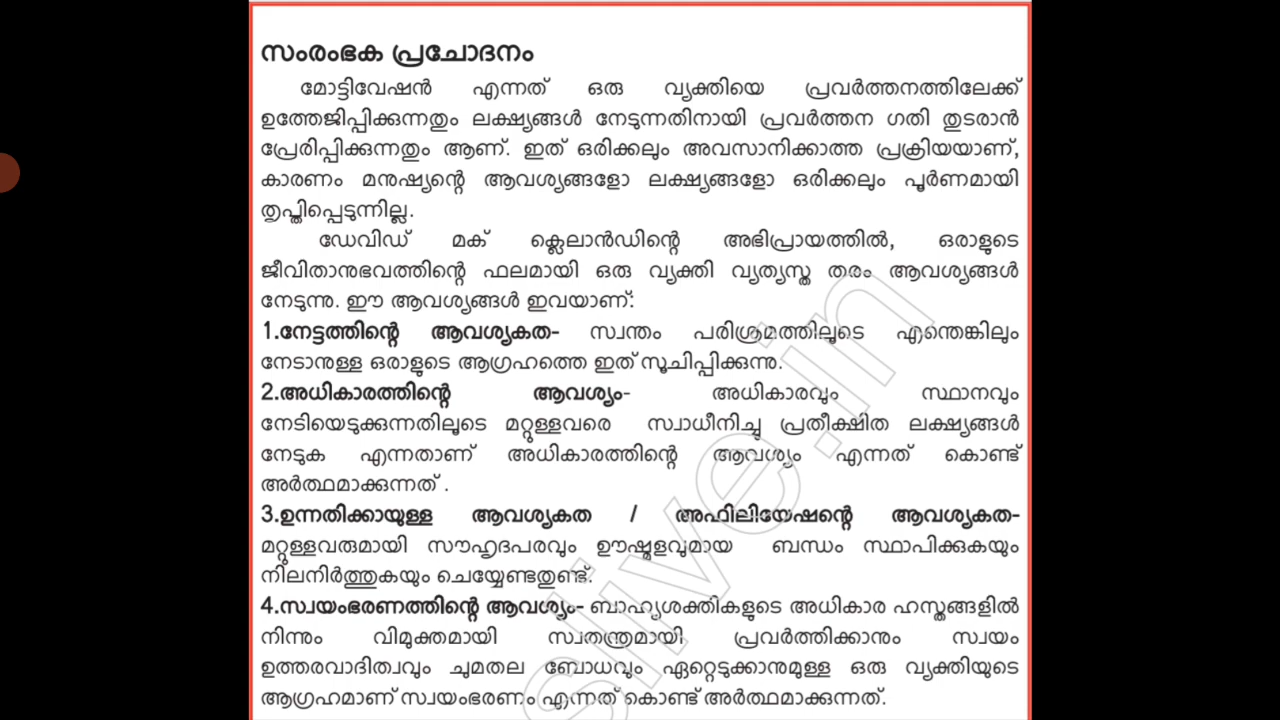 സംരംഭക പ്രചോദനം
മോട്ടിവേഷൻ എന്നത് ഒരു വ്യക്തിയെ പ്രവർത്തനത്തിലേക്ക്
ഉത്തേജിപ്പിക്കുന്നതും ലക്ഷ്യങ്ങൾ നേടുന്നതിനായി പ്രവർത്തന ഗതി തുടരാൻ
പ്രേരിപ്പിക്കുന്നതും ആണ്. ഇത് ഒരിക്കലും അവസാനിക്കാത്ത പ്രക്രിയയാണ്,
കാരണം മനുഷ്യന്റെ ആവശ്യങ്ങളോ ലക്ഷ്യങ്ങളോ ഒരിക്കലും പൂർണമായി
തൃപ്തിപ്പെടുന്നില്ല.
ഡേവിഡ് മക് ക്ലെലാൻഡിന്റെ അഭിപ്രായത്തിൽ, ഒരാളുടെ
ജീവിതാനുഭവത്തിന്റെ ഫലമായി ഒരു വ്യക്തി വ്യത്യസ്ത തരം ആവശ്യങ്ങൾ
നേടുന്നു. ഈ ആവശ്യങ്ങൾ ഇവയാണ്:
1.നേട്ടത്തിന്റെ ആവശ്യകത- സ്വന്തം പരിശ്രമത്തിലൂടെ എന്തെങ്കിലും
നേടാനുള്ള ഒരാളുടെ ആഗ്രഹത്തെ ഇത് സൂചിപ്പിക്കുന്നു.
2.അധികാരത്തിന്റെ ആവശ്യം- അധികാരവും സ്ഥാനവും
നേടിയെടുക്കുന്നതിലൂടെ മറ്റുള്ളവരെ സ്വാധീനിച്ചു പ്രതീക്ഷിത ലക്ഷ്യങ്ങൾ
നേടുക എന്നതാണ് അധികാരത്തിന്റെ ആവശ്യം എന്നത് കൊണ്ട്
അർത്ഥമാക്കുന്നത് .
3.ഉന്നതിക്കായുള്ള ആവശ്യകത / അഫിലിയേഷന്റെ ആവശ്യകത-
മറ്റുള്ളവരുമായി സൗഹൃദപരവും ഊഷ്മളവുമായ ബന്ധം സ്ഥാപിക്കുകയും
നിലനിർത്തുകയും ചെയ്യേണ്ടതുണ്ട്.
4.സ്വയംഭരണത്തിന്റെ ആവശ്യം- ബാഹ്യശക്തികളുടെ അധികാര ഹസ്തങ്ങളിൽ
നിന്നും വിമുക്തമായി സ്വതന്ത്രമായി പ്രവർത്തിക്കാനും സ്വയം
ഉത്തരവാദിത്വവും ചുമതല ബോധവും ഏറ്റെടുക്കാനുമുള്ള ഒരു വ്യക്തിയുടെ
ആഗ്രഹമാണ് സ്വയംഭരണം എന്നത് കൊണ്ട് അർത്ഥമാക്കുന്നത്.
slive.in